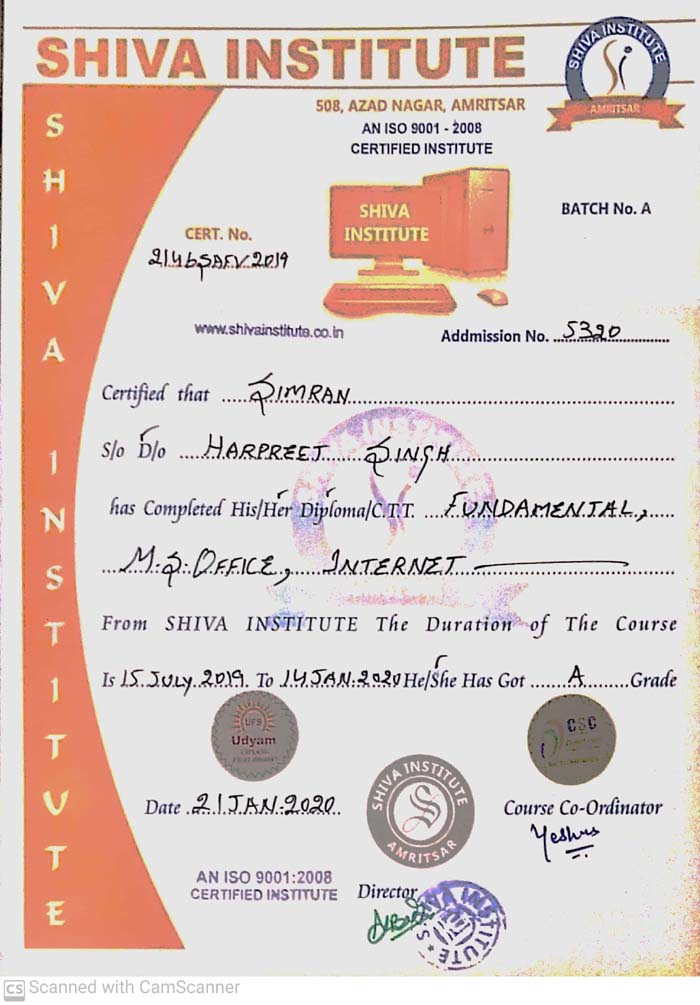 SHIVA INSTITUTE
SHIVA INSTITUTE
Si
AMRITSAR
508, AZAD NAGAR, AMRITSAR
AN ISO 9001 - 2008
CERTIFIED INSTITUTE
SHIVA INSTITUTE
SHIVA
INSTITUTE
BATCH No. A
CERT. No.
www.shivainstitute.co.in
Addmission No. 5320
Certified that SIMRAN
S/o D/o HARPREET SINGH
has Completed His/Her Diploma/C.T.T. FUNDAMENTAL,
M.S. OFFICE, INTERNET
From SHIVA INSTITUTE The Duration of The Course
Is 15 JULY 2019 To 14 JAN. 2020 He/She Has Got A Grade
UFS
Udyam
CSC
Date 21 JAN. 2020
SHIVA INSTITUTE
S
AMRITSAR
Course Co-Ordinator
AN ISO 9001:2008
CERTIFIED INSTITUTE
Director
CS Scanned with CamScanner